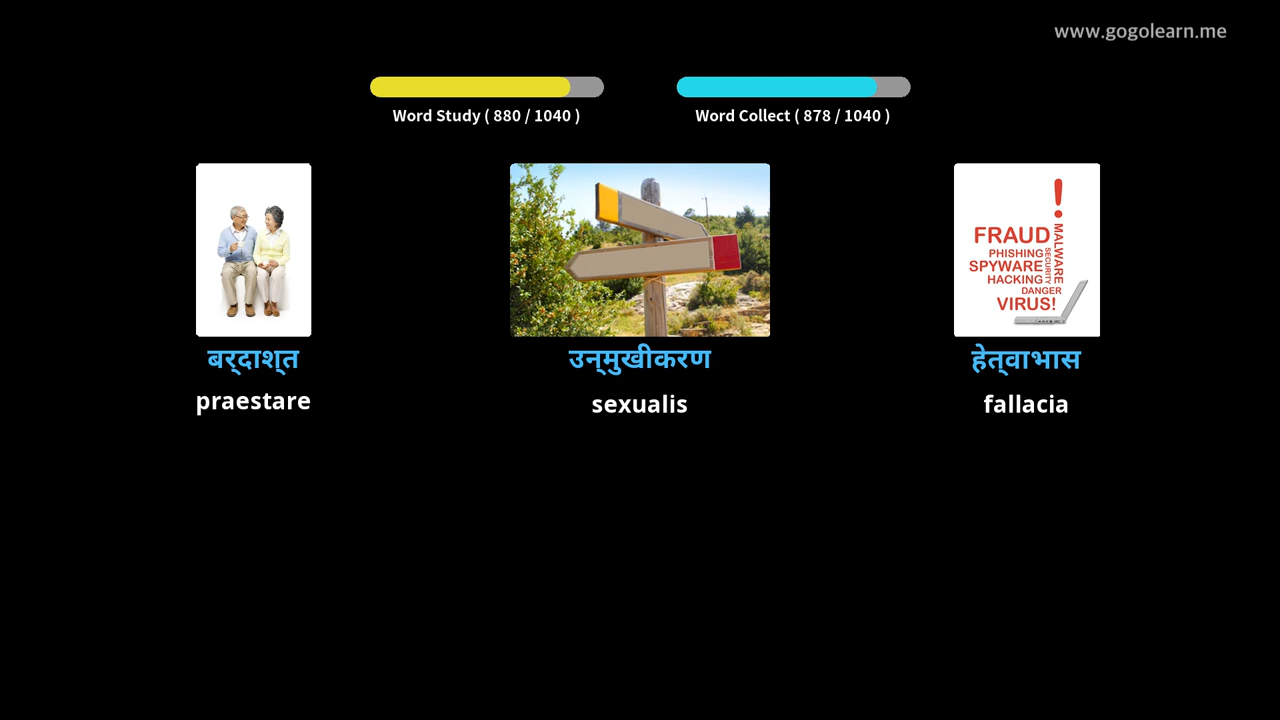 www.gogolearn.me
Word Study ( 880 / 1040 )
Word Collect ( 878 / 1040 )
FRAUD
PHISHING
SPYWARE
HACKING
DANGER
VIRUS!
MALWARE
SECURITY
!
बर्दाश्त
उन्मुखीकरण
हेत्वाभास
praestare
sexualis
fallacia